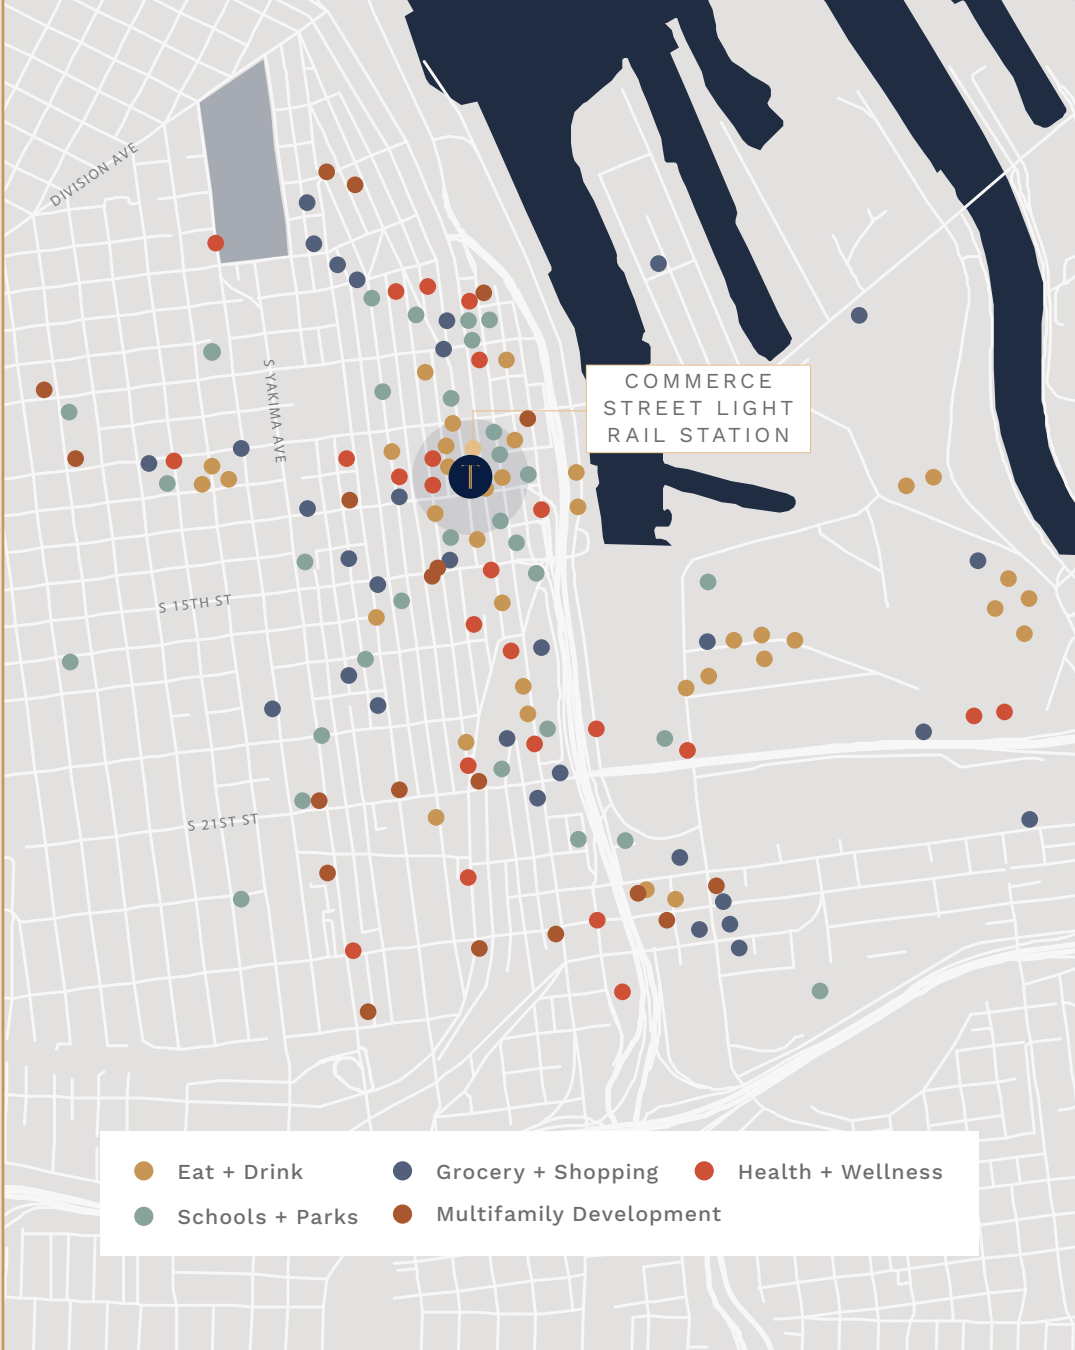 DIVISION AVE
S YAKIMA AVE
COMMERCE
STREET LIGHT
RAIL STATION
T
S 15TH ST
S 21ST ST
Eat + Drink
Grocery + Shopping
Health + Wellness
Schools + Parks
Multifamily Development